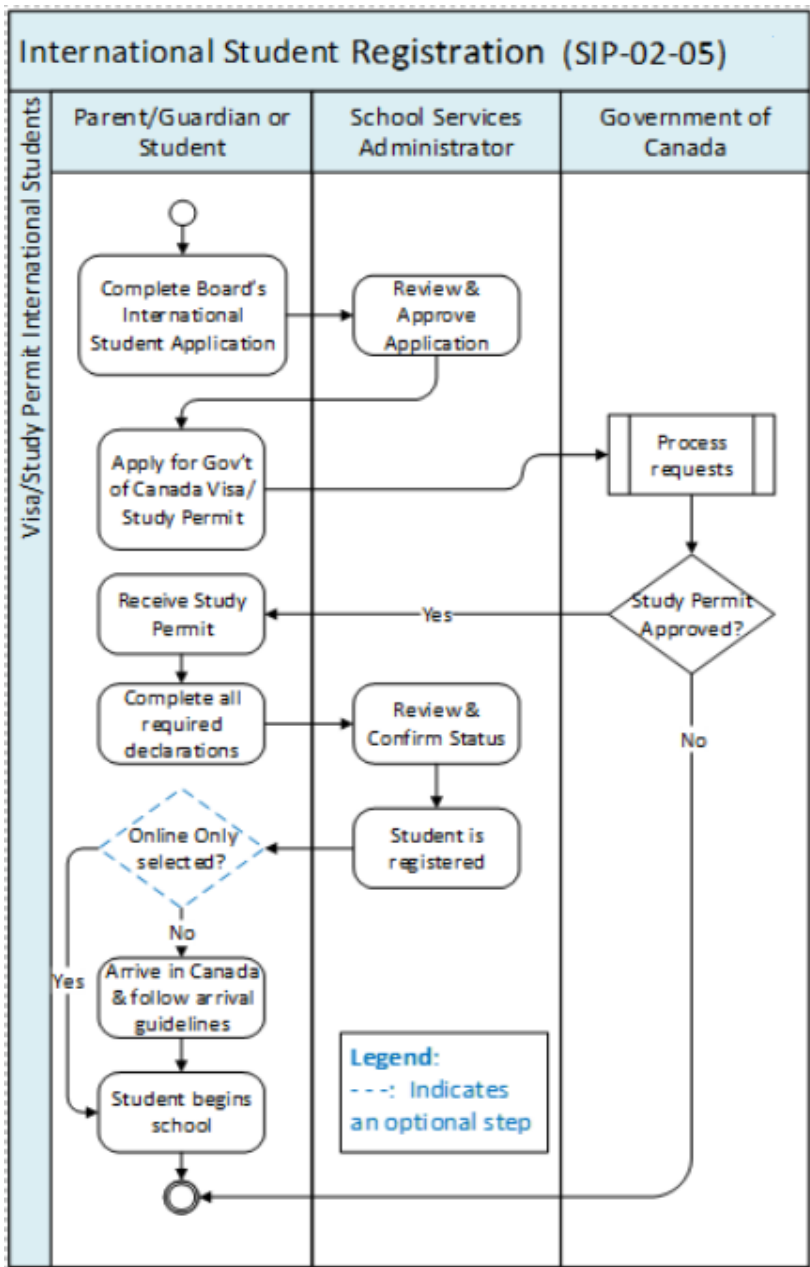 International Student Registration (SIP-02-05)
Visa/Study Permit International Students
Parent/Guardian or
Student
School Services
Administrator
Government of
Canada
Complete Board's
International
Student Application
Review &
Approve
Application
Apply for Gov't
of Canada Visa/
Study Permit
Process
requests
Study Permit
Approved?
Yes
No
Receive Study
Permit
Complete all
required
declarations
Review &
Confirm Status
Student is
registered
Online Only
selected?
No
Yes
Arrive in Canada
& follow arrival
guidelines
Student begins
school
Legend:
- - -: Indicates
an optional step